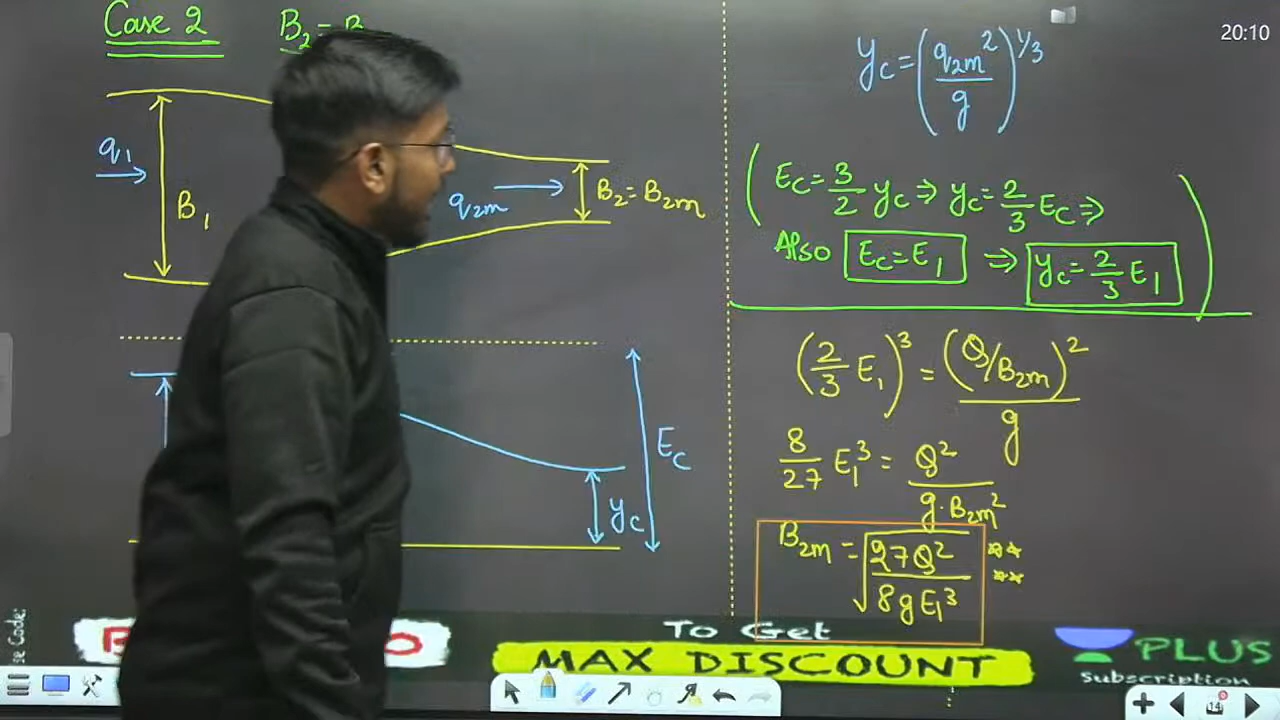 Case 2 B₂ =
q₁
B₁
q₂m
B₂ = B₂m
E_C
y_C
20:10
y_C = (q₂m²/g)^1/3
(E_C = 3/2 y_C ⇒ y_C = 2/3 E_C ⇒
Also E_C = E₁ ⇒ y_C = 2/3 E₁)
(2/3 E₁)³ = (Q/B₂m)²/g
8/27 E₁³ = Q²/g·B₂m²
B₂m = √(27Q²/8gE₁³) **
**
To Get
MAX DISCOUNT
PLUS
Subscription
14